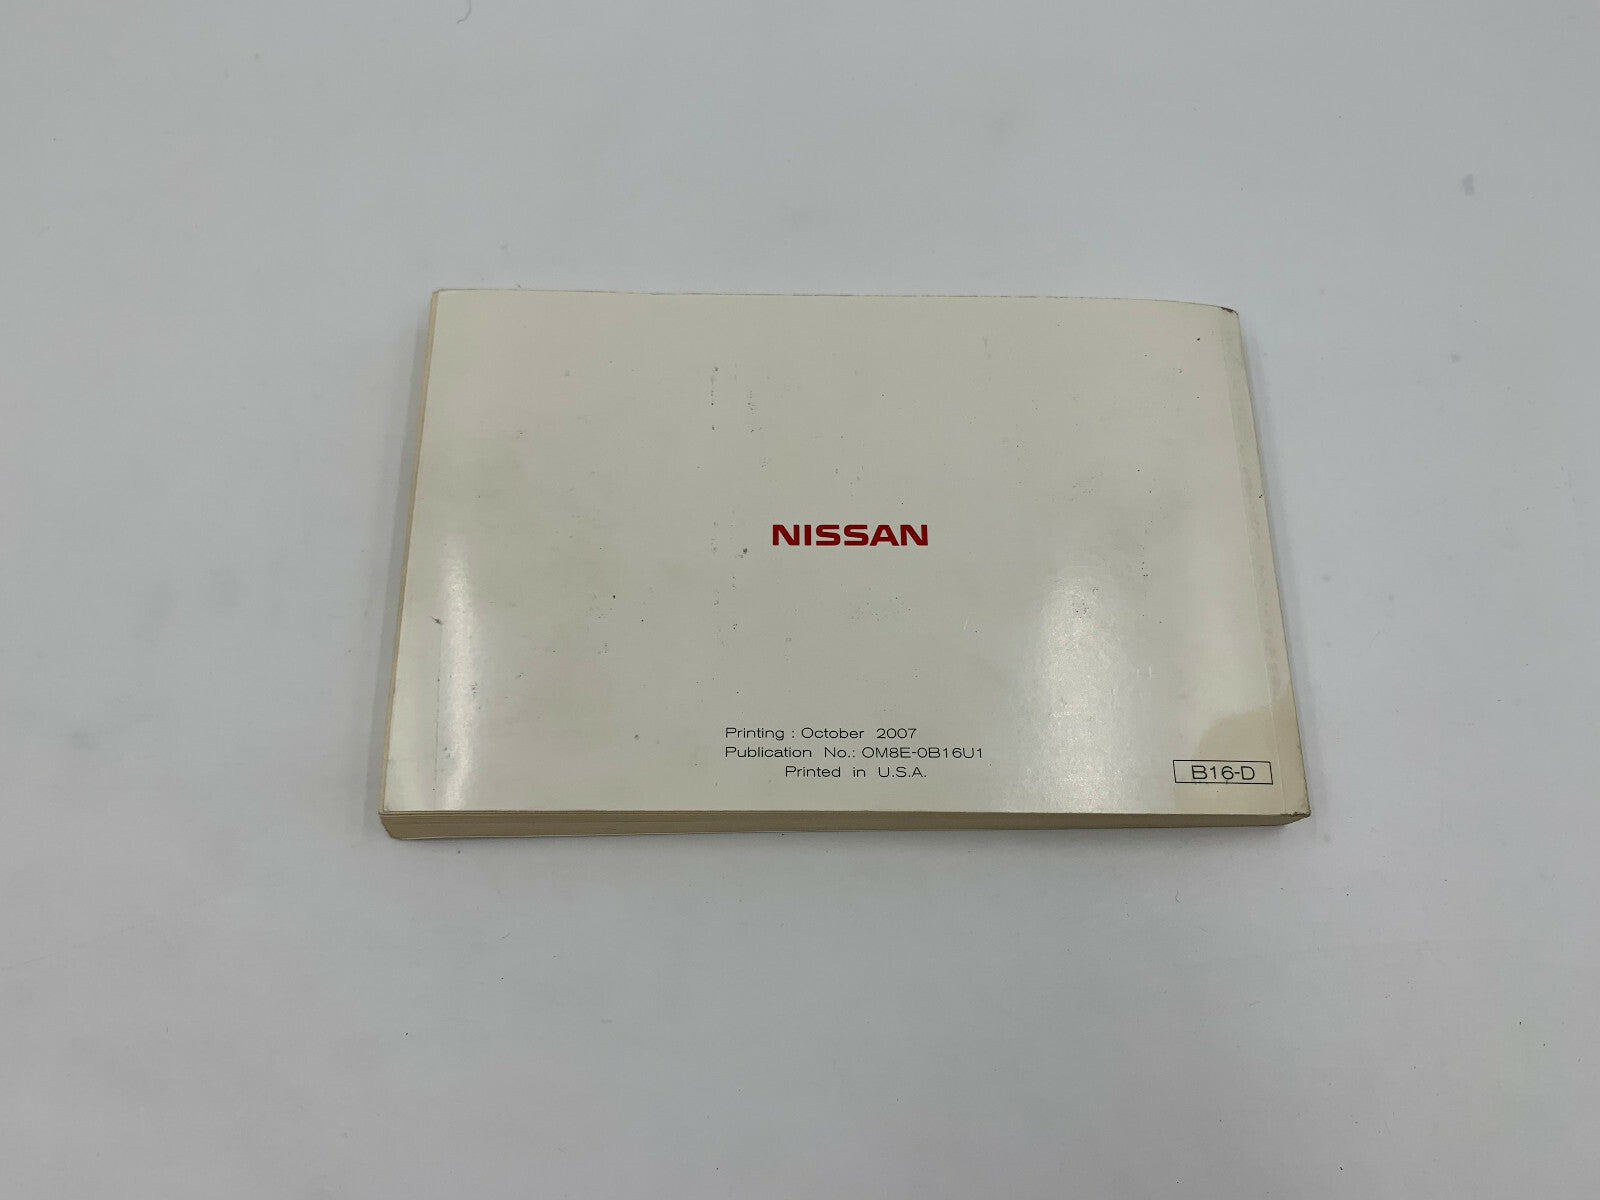 NISSAN
Printing : October 2007
Publication No.: OM8E-0B16U1
Printed in U.S.A.
B16-D